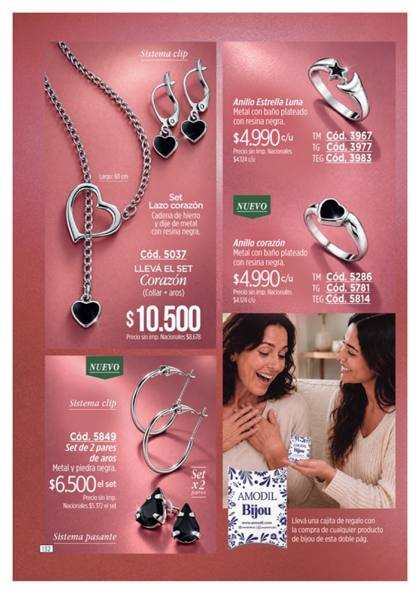 Sistema clip
Largo: 60 cm
Set
Lazo corazón
Cadena de hierro
y dije de metal
con resina negra.
Cód. 5037
LLEVÁ EL SET
Corazón
(Collar + aros)
$10.500
Precio sin imp. Nacionales $8.678
Anillo Estrella Luna
Metal con baño plateado
con resina negra.
$4.990 c/u
Precio sin imp. Nacionales
$4.124 c/u
TM Cód. 3967
TG Cód. 3977
TEG Cód. 3983
NUEVO
Anillo corazón
Metal con baño plateado
con resina negra.
$4.990 c/u
Precio sin imp. Nacionales
$4.124 c/u
TM Cód. 5286
TG Cód. 5781
TEG Cód. 5814
NUEVO
Sistema clip
Cód. 5849
Set de 2 pares
de aros
Metal y piedra negra.
$6.500 el set
Precio sin imp.
Nacionales $5.372 el set
Set
x2
pares
Sistema pasante
132
AMODIL
Bijou
www.amodil.com
Llevá una cajita de regalo con
la compra de cualquier producto
de bijou de esta doble pág.